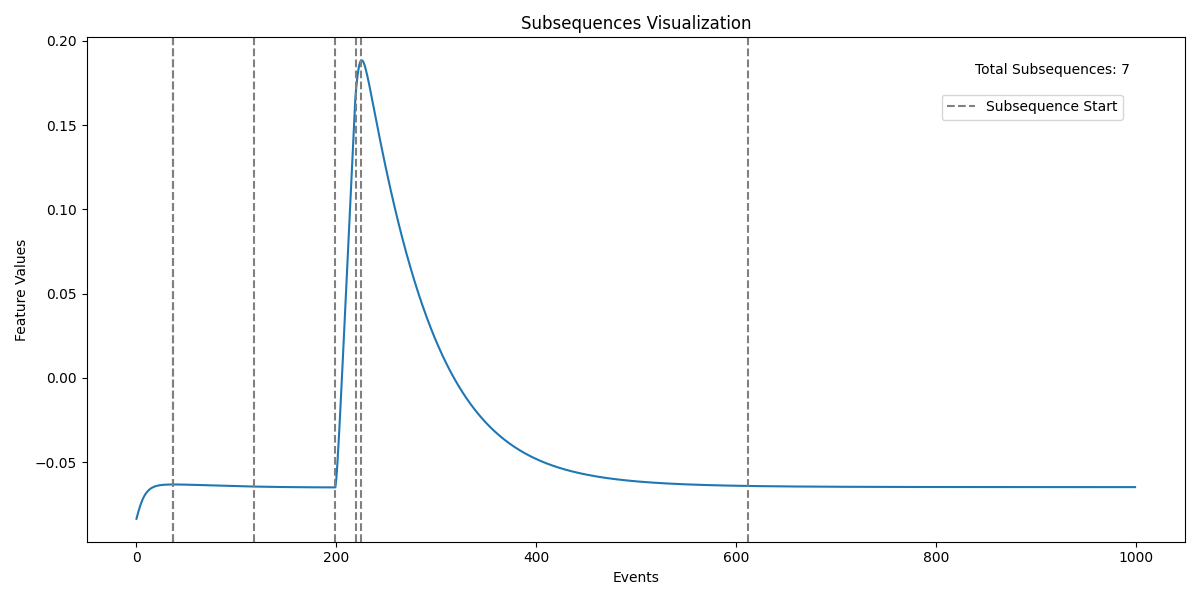 Subsequences Visualization
Total Subsequences: 7
Subsequence Start
Feature Values
0.20
0.15
0.10
0.05
0.00
−0.05
0
200
400
600
800
1000
Events